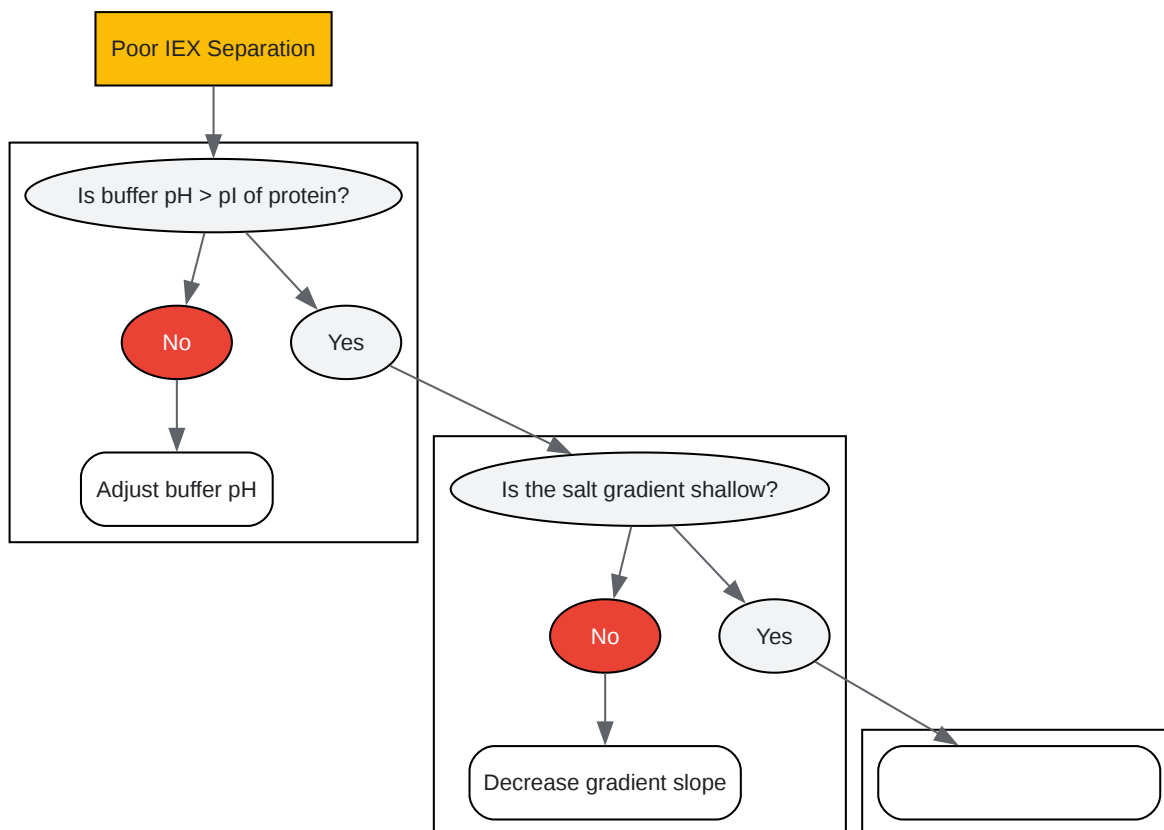 Poor IEX Separation
Is buffer pH > pI of protein?
No
Yes
Adjust buffer pH
Is the salt gradient shallow?
No
Yes
Decrease gradient slope